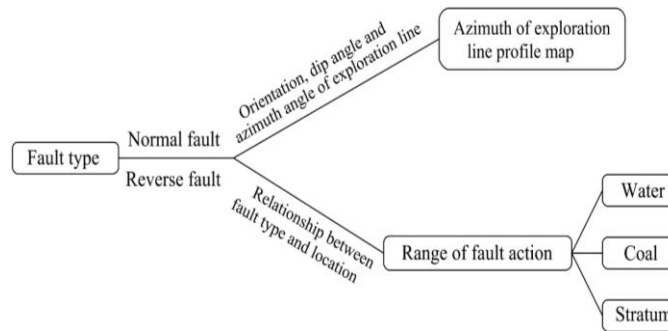 Fault type
Normal fault
Reverse fault
Orientation, dip angle and
azimuth angle of exploration line
Azimuth of exploration
line profile map
Relationship between
fault type and location
Range of fault action
Water
Coal
Stratum